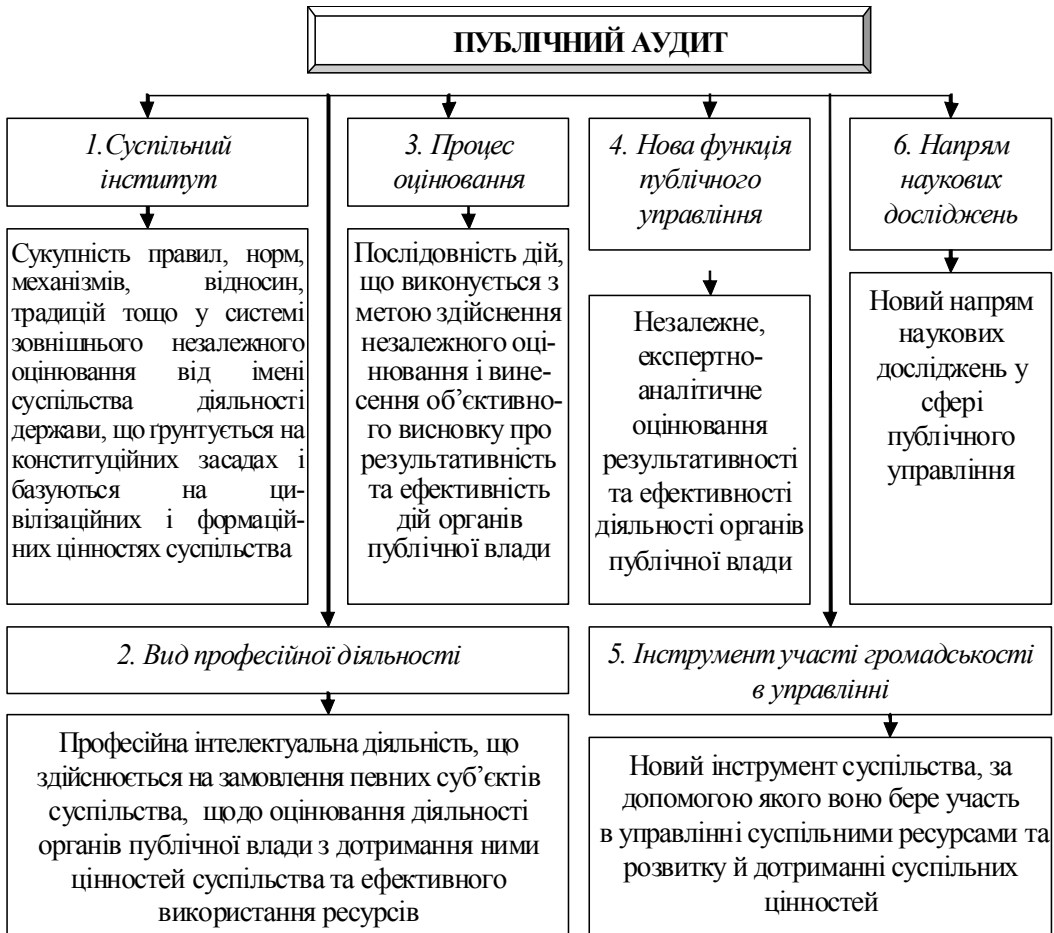 ПУБЛІЧНИЙ АУДИТ
1.Суспільний
інститут
Сукупність правил, норм,
механізмів, відносин,
традицій тощо у системі
зовнішнього незалежного
оцінювання від імені
суспільства діяльності
держави, що ґрунтується на
конституційних засадах і
базуються на ци-
вілізаційних і формацій-
них цінностях суспільства
3. Процес
оцінювання
Послідовність дій,
що виконується з
метою здійснення
незалежного оці-
нювання і вине-
сення об’єктивно-
го висновку про
результативність
та ефективність
дій органів
публічної влади
4. Нова функція
публічного
управління
Незалежне,
експертно-
аналітичне
оцінювання
результативності
та ефективності
діяльності органів
публічної влади
6. Напрям
наукових
досліджень
Новий напрям
наукових
досліджень у
сфері
публічного
управління
2. Вид професійної діяльності
Професійна інтелектуальна діяльність, що
здійснюється на замовлення певних суб’єктів
суспільства, щодо оцінювання діяльності
органів публічної влади з дотримання ними
цінностей суспільства та ефективного
використання ресурсів
5. Інструмент участі громадськості
в управлінні
Новий інструмент суспільства, за
допомогою якого воно бере участь
в управлінні суспільними ресурсами та
розвитку й дотриманні суспільних
цінностей